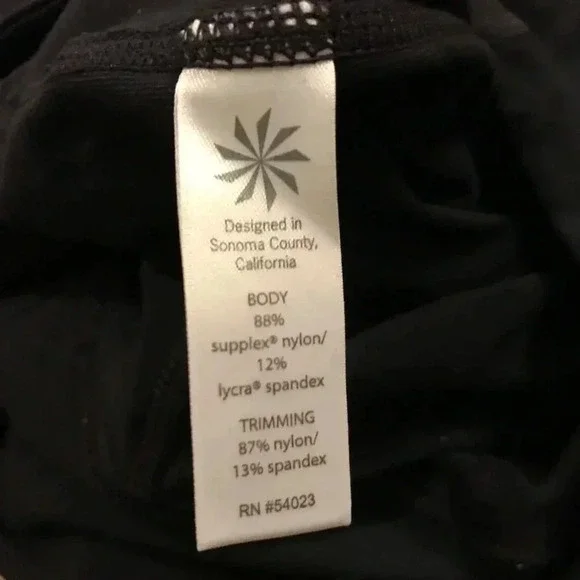 Designed in
Sonoma County,
California
BODY
88%
supplex® nylon/
12%
lycra® spandex
TRIMMING
87% nylon/
13% spandex
RN #54023